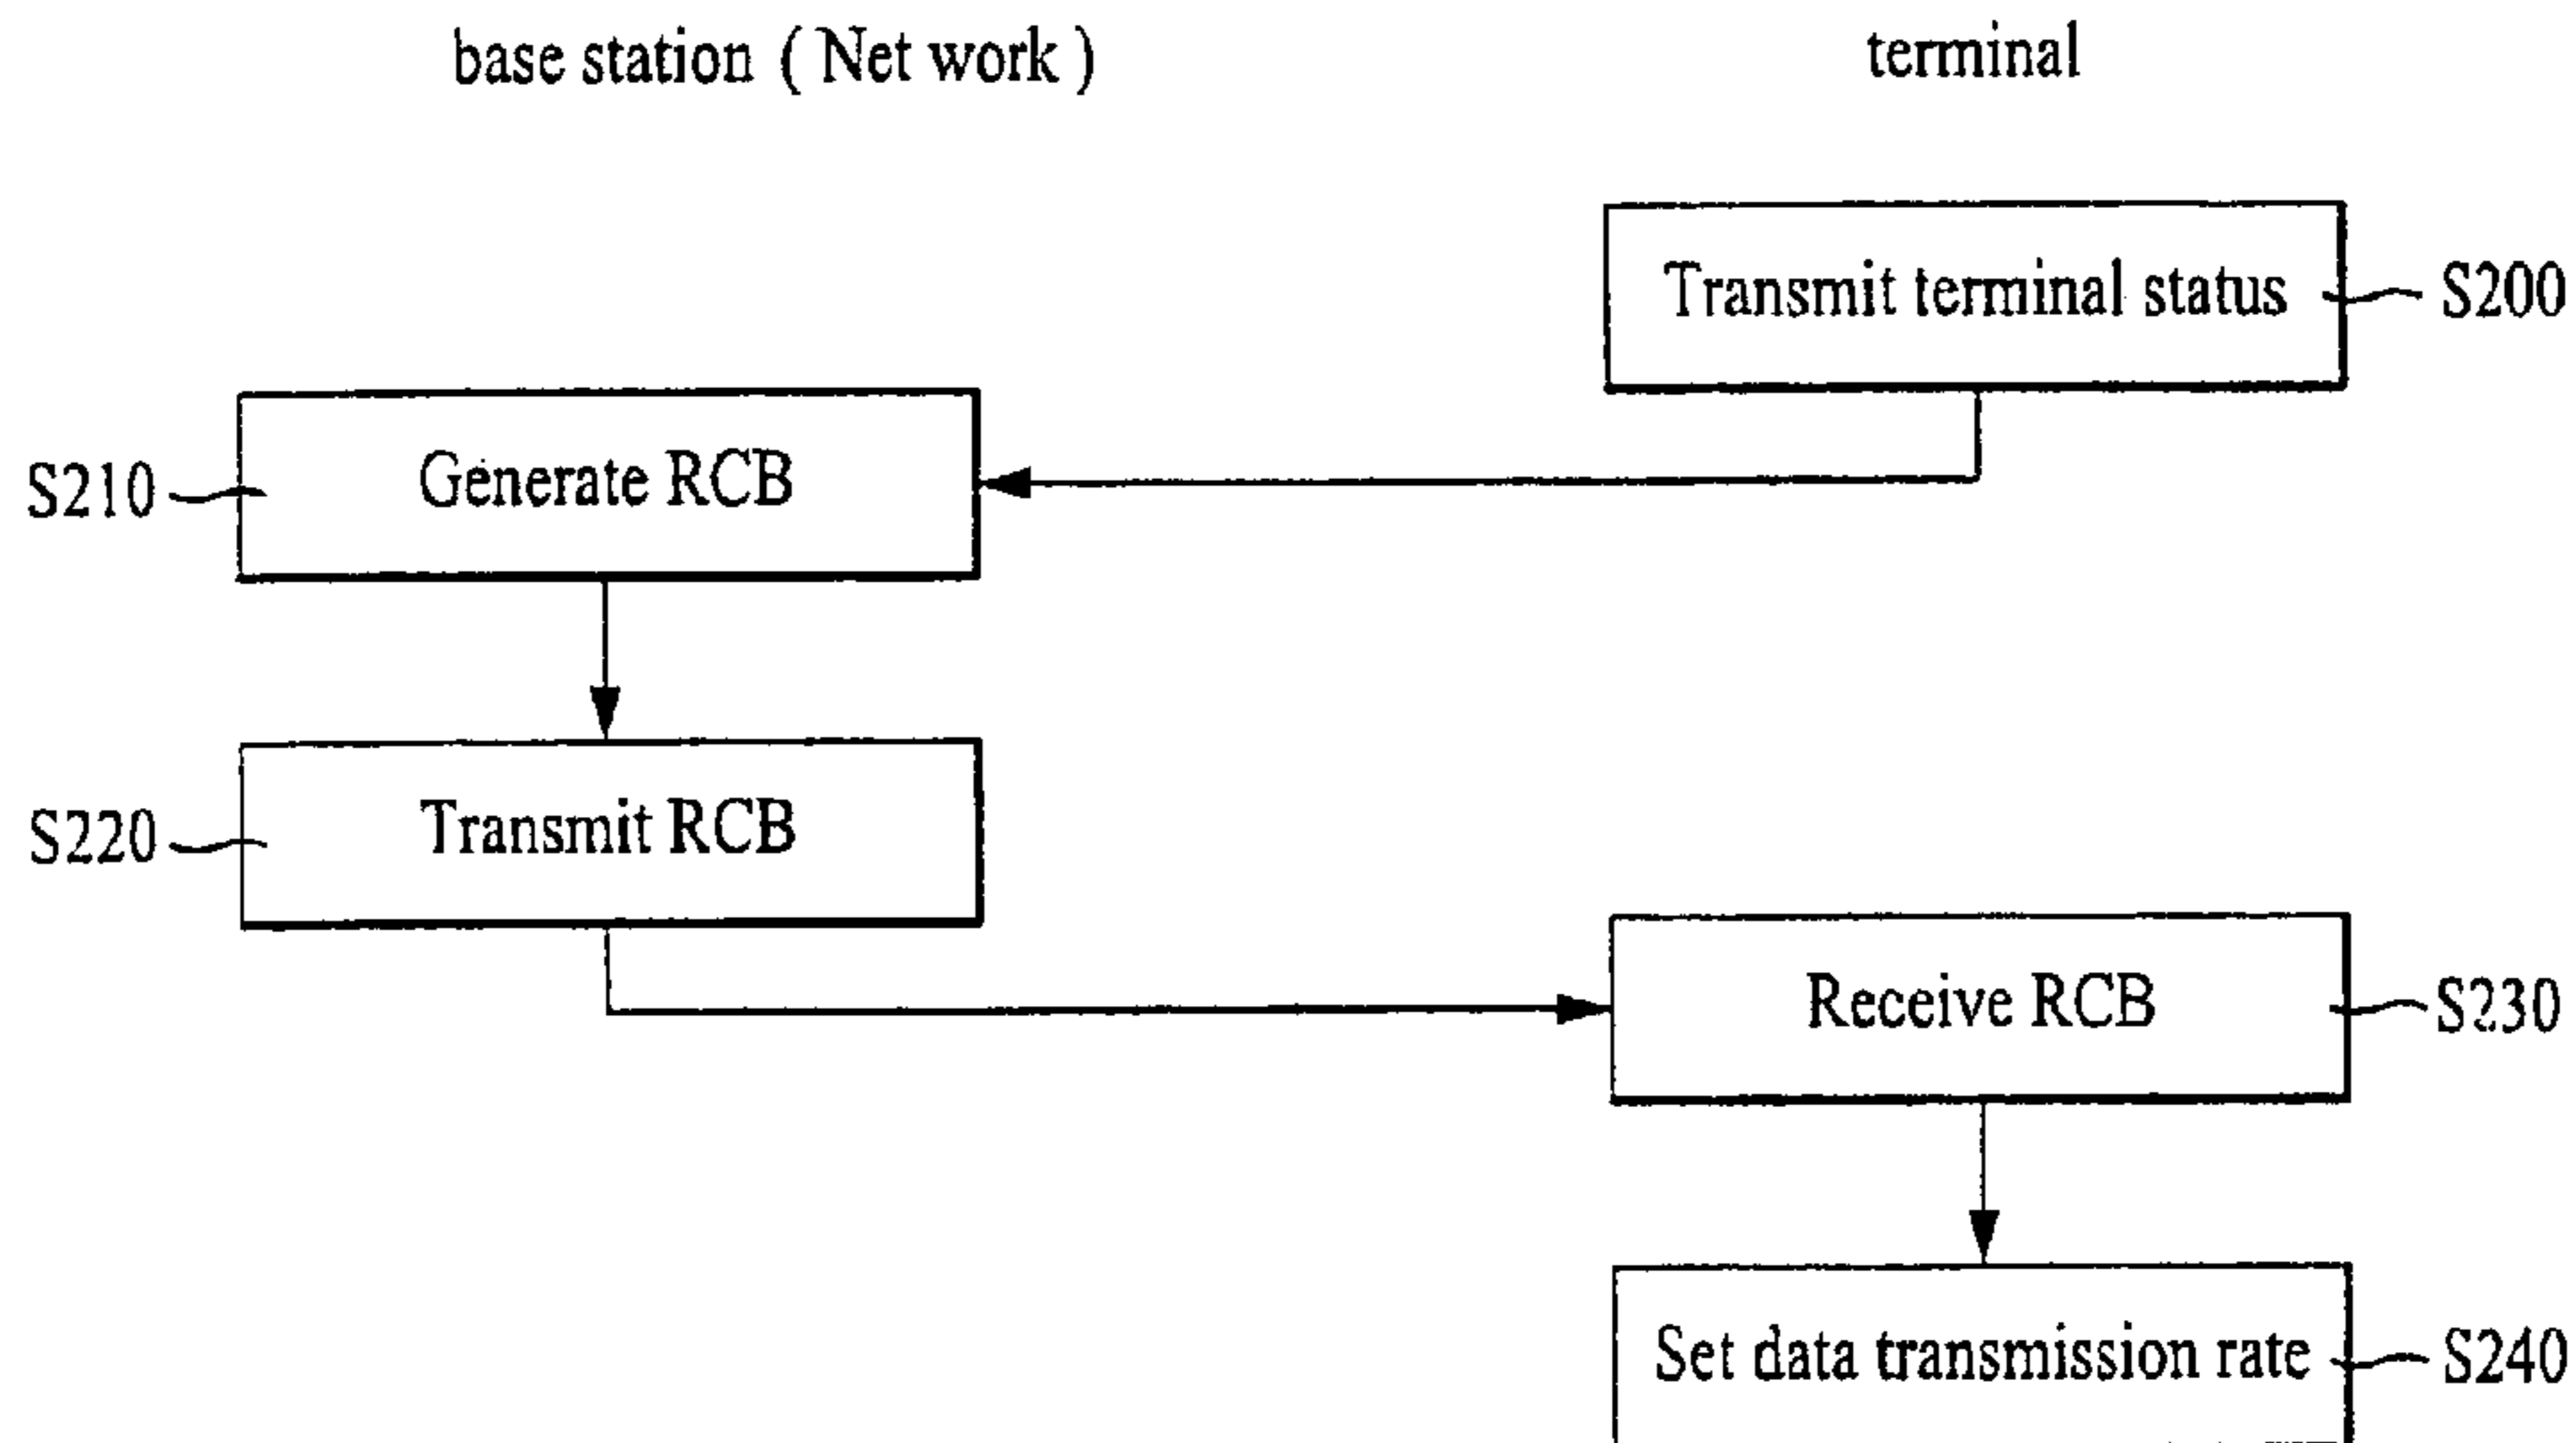 base station ( Net work )
terminal
Transmit terminal status
S200
S210
Generate RCB
S220
Transmit RCB
Receive RCB
S230
Set data transmission rate
S240